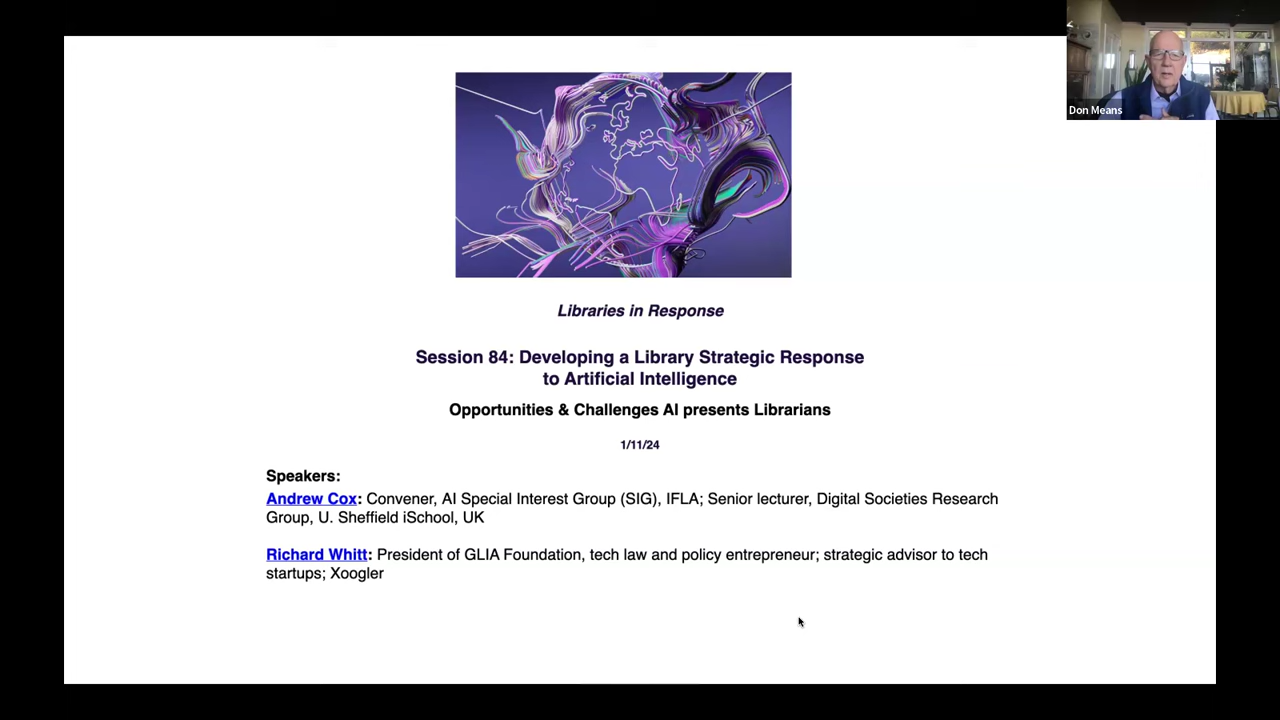 Don Means
Libraries in Response
Session 84: Developing a Library Strategic Response
to Artificial Intelligence
Opportunities & Challenges AI presents Librarians
1/11/24
Speakers:
Andrew Cox: Convener, AI Special Interest Group (SIG), IFLA; Senior lecturer, Digital Societies Research
Group, U. Sheffield iSchool, UK
Richard Whitt: President of GLIA Foundation, tech law and policy entrepreneur; strategic advisor to tech
startups; Xoogler